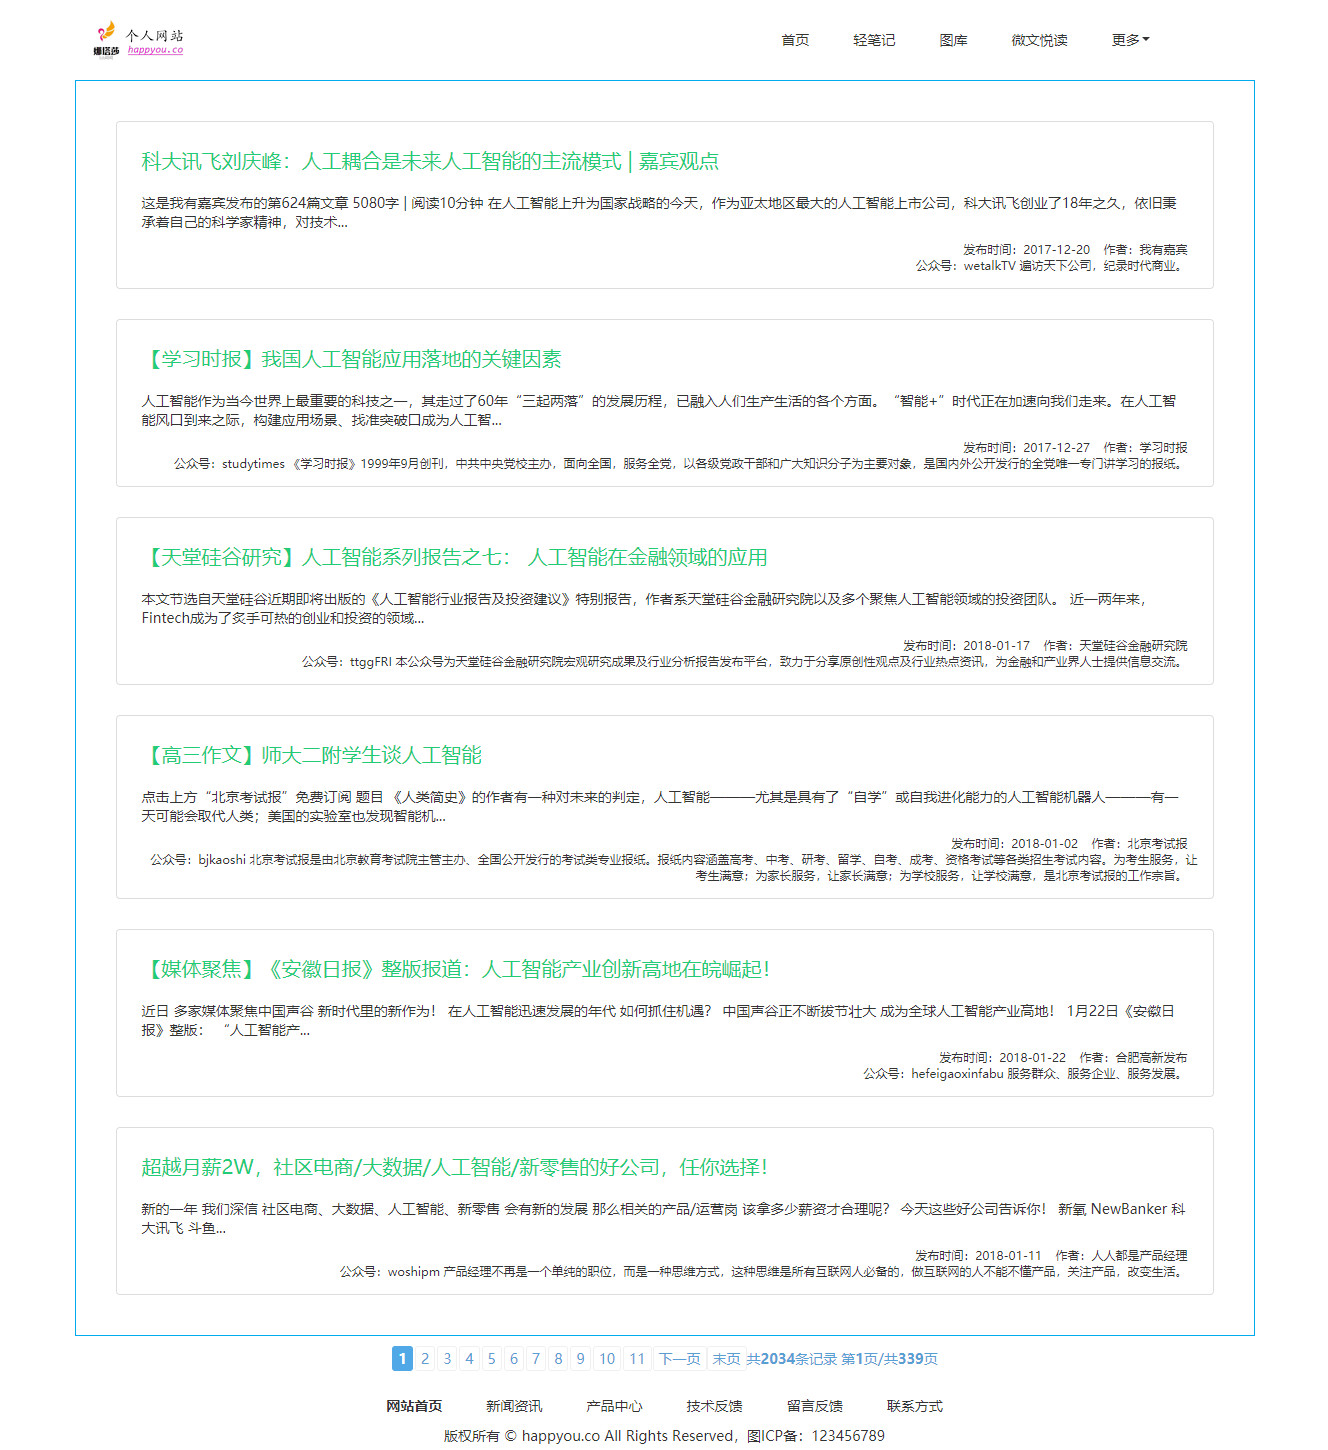 娜塔莎 个人网站
happyou.co
首页 轻笔记 图库 微文悦读 更多
科大讯飞刘庆峰：人工耦合是未来人工智能的主流模式 | 嘉宾观点
这是我有嘉宾发布的第624篇文章 5080字 | 阅读10分钟 在人工智能上升为国家战略的今天，作为亚太地区最大的人工智能上市公司，科大讯飞创业了18年之久，依旧秉
承着自己的科学家精神，对技术...
发布时间：2017-12-20 作者：我有嘉宾
公众号：wetalkTV 遍访天下公司，纪录时代商业。
【学习时报】我国人工智能应用落地的关键因素
人工智能作为当今世界上最重要的科技之一，其走过了60年“三起两落”的发展历程，已融入人们生产生活的各个方面。“智能+”时代正在加速向我们走来。在人工智
能风口到来之际，构建应用场景、找准突破口成为人工智...
发布时间：2017-12-27 作者：学习时报
公众号：studytimes 《学习时报》1999年9月创刊，中共中央党校主办，面向全国，服务全党，以各级党政干部和广大知识分子为主要对象，是国内外公开发行的全党唯一专门讲学习的报纸。
【天堂硅谷研究】人工智能系列报告之七： 人工智能在金融领域的应用
本文节选自天堂硅谷近期即将出版的《人工智能行业报告及投资建议》特别报告，作者系天堂硅谷金融研究院以及多个聚焦人工智能领域的投资团队。 近一两年来，
Fintech成为了炙手可热的创业和投资的领域...
发布时间：2018-01-17 作者：天堂硅谷金融研究院
公众号：ttggFRI 本公众号为天堂硅谷金融研究院宏观研究成果及行业分析报告发布平台，致力于分享原创性观点及行业热点资讯，为金融和产业界人士提供信息交流。
【高三作文】师大二附学生谈人工智能
点击上方“北京考试报”免费订阅 题目 《人类简史》的作者有一种对未来的判定，人工智能———尤其是具有了“自学”或自我进化能力的人工智能机器人———有一
天可能会取代人类；美国的实验室也发现智能机...
发布时间：2018-01-02 作者：北京考试报
公众号：bjkaoshi 北京考试报是由北京教育考试院主管主办、全国公开发行的考试类专业报纸。报纸内容涵盖高考、中考、研考、留学、自考、成考、资格考试等各类招生考试内容。为考生服务，让
考生满意；为家长服务，让家长满意；为学校服务，让学校满意，是北京考试报的工作宗旨。
【媒体聚焦】《安徽日报》整版报道：人工智能产业创新高地在皖崛起！
近日 多家媒体聚焦中国声谷 新时代里的新作为！ 在人工智能迅速发展的年代 如何抓住机遇？ 中国声谷正不断拔节壮大 成为全球人工智能产业高地！ 1月22日《安徽日
报》整版： “人工智能产...
发布时间：2018-01-22 作者：合肥高新发布
公众号：hefeigaoxinfabu 服务群众、服务企业、服务发展。
超越月薪2W，社区电商/大数据/人工智能/新零售的好公司，任你选择！
新的一年 我们深信 社区电商、大数据、人工智能、新零售 会有新的发展 那么相关的产品/运营岗 该拿多少薪资才合理呢？ 今天这些好公司告诉你！ 新氧 NewBanker 科
大讯飞 斗鱼...
发布时间：2018-01-11 作者：人人都是产品经理
公众号：woshipm 产品经理不再是一个单纯的职位，而是一种思维方式，这种思维是所有互联网人必备的，做互联网的人不能不懂产品，关注产品，改变生活。
1 2 3 4 5 6 7 8 9 10 11 下一页 末页 共2034条记录 第1页/共339页
网站首页 新闻资讯 产品中心 技术反馈 留言反馈 联系方式
版权所有 © happyou.co All Rights Reserved，图ICP备：123456789